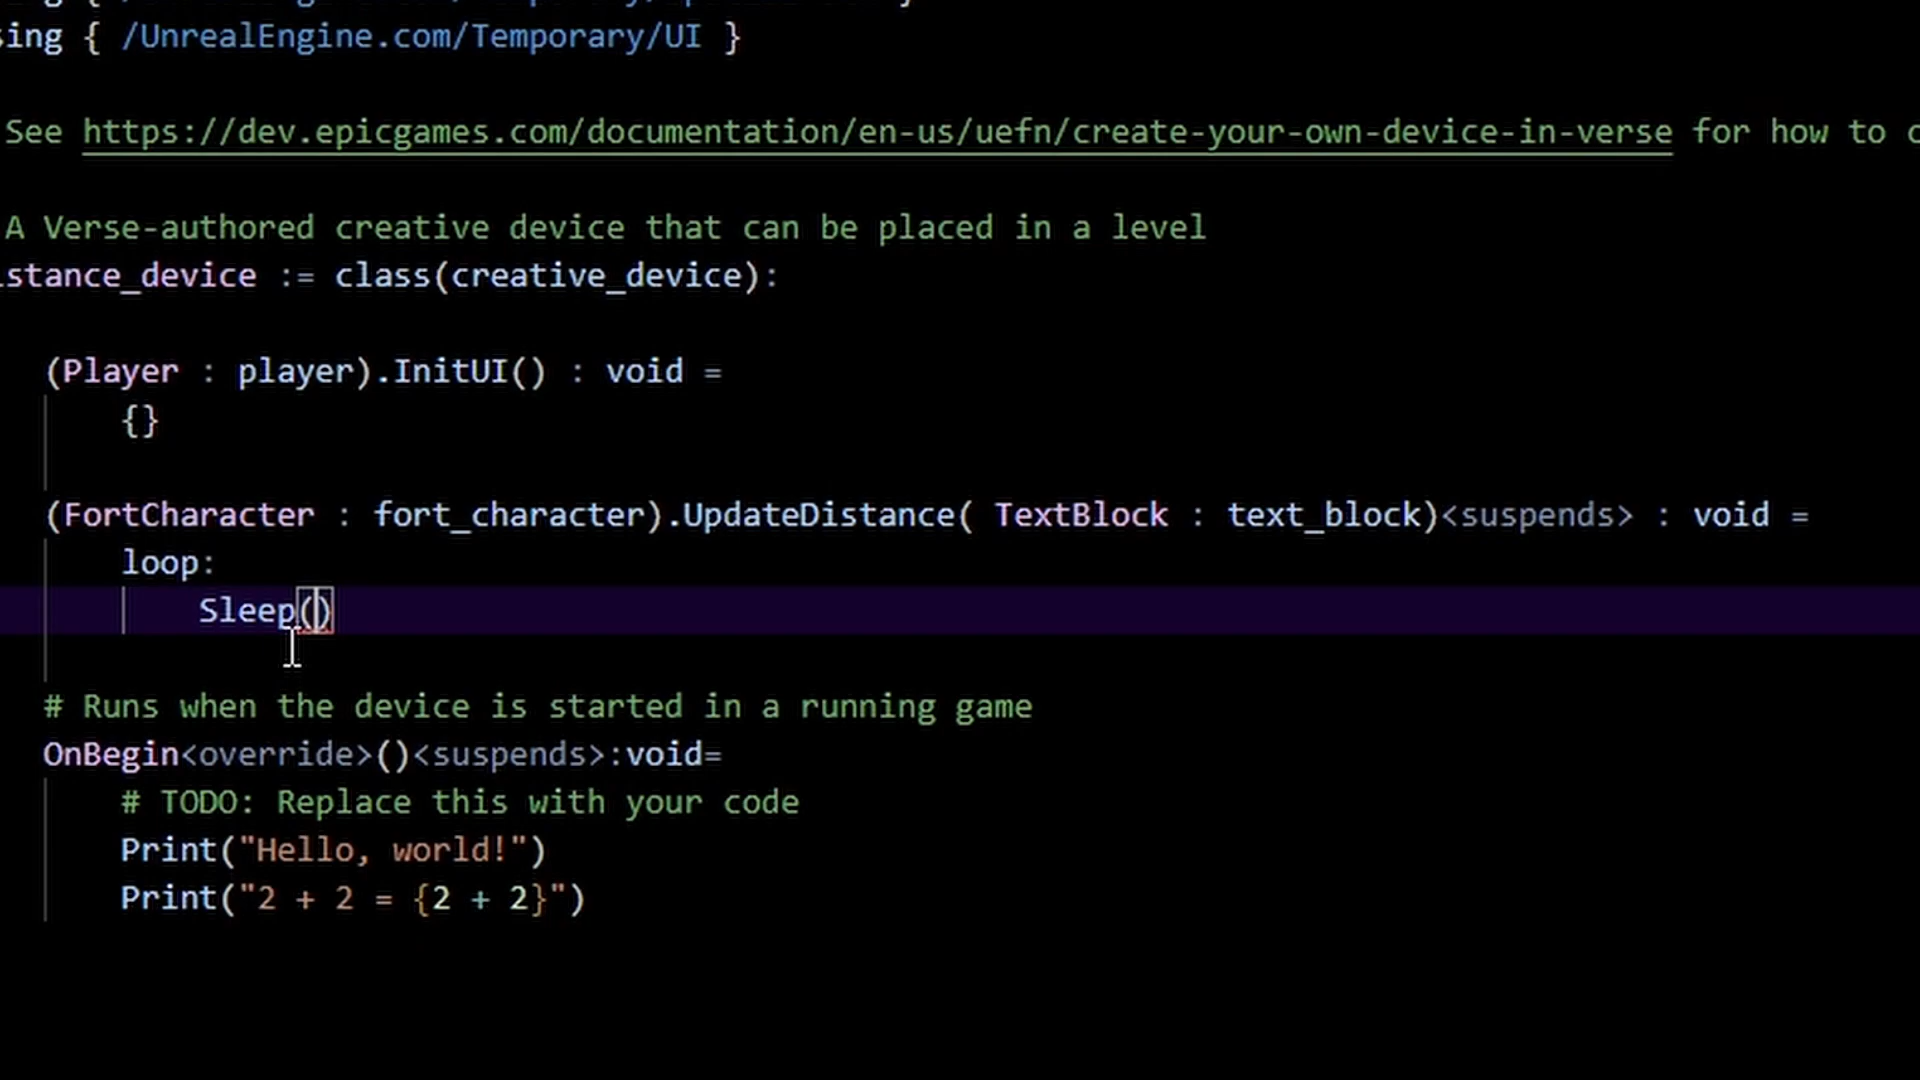 sing { /UnrealEngine.com/Temporary/UI }
See https://dev.epicgames.com/documentation/en-us/uefn/create-your-own-device-in-verse for how to c
A Verse-authored creative device that can be placed in a level
istance_device := class(creative_device):
(Player : player).InitUI() : void =
{}
(FortCharacter : fort_character).UpdateDistance( TextBlock : text_block)<suspends> : void =
loop:
Sleep()
# Runs when the device is started in a running game
OnBegin<override>()<suspends>:void=
# TODO: Replace this with your code
Print("Hello, world!")
Print("2 + 2 = {2 + 2}")